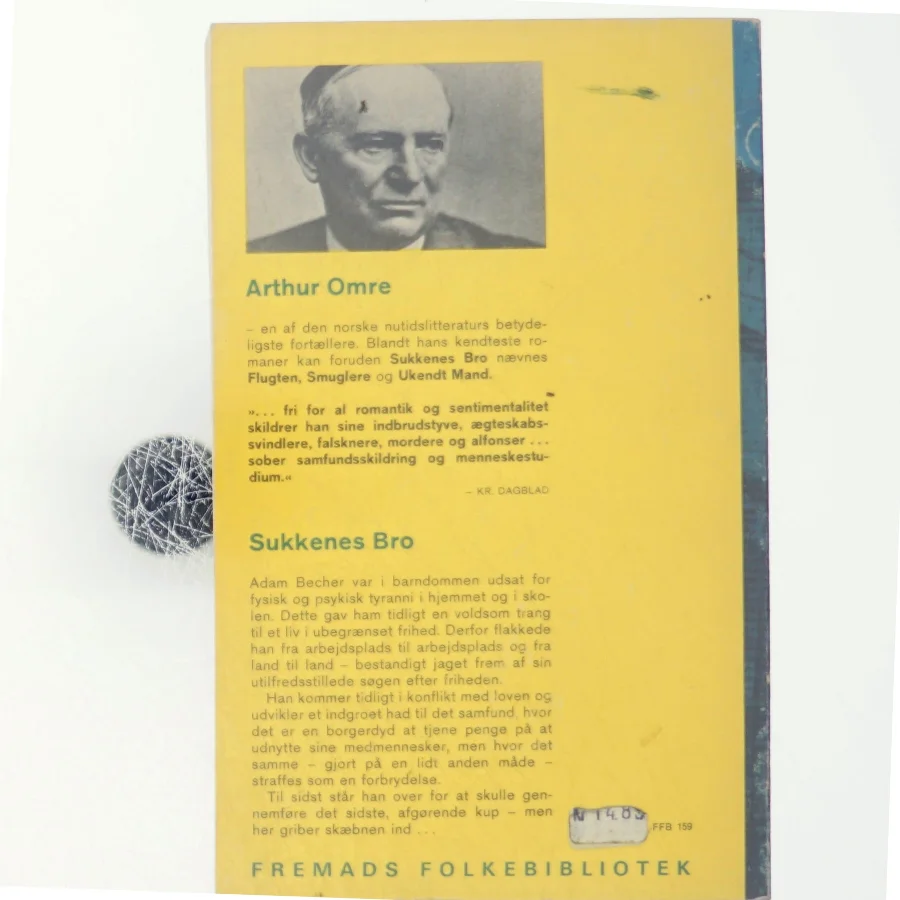 Arthur Omre
– en af den norske nutidslitteraturs betyde-
ligste fortællere. Blandt hans kendteste ro-
maner kan foruden Sukkenes Bro nævnes
Flugten, Smuglere og Ukendt Mand.
»... fri for al romantik og sentimentalitet
skildrer han sine indbrudstyve, ægteskabs-
svindlere, falsknere, mordere og alfonser ...
sober samfundsskildring og menneskestu-
dium.«
– KR. DAGBLAD
Sukkenes Bro
Adam Becher var i barndommen udsat for
fysisk og psykisk tyranni i hjemmet og i sko-
len. Dette gav ham tidligt en voldsom trang
til et liv i ubegrænset frihed. Derfor flakkede
han fra arbejdsplads til arbejdsplads og fra
land til land – bestandigt jaget frem af sin
utilfredsstillede søgen efter friheden.
Han kommer tidligt i konflikt med loven og
udvikler et indgroet had til det samfund, hvor
det er en borgerdyd at tjene penge på at
udnytte sine medmennesker, men hvor det
samme – gjort på en lidt anden måde –
straffes som en forbrydelse.
Til sidst står han over for at skulle gen-
nemføre det sidste, afgørende kup – men
her griber skæbnen ind ...
FFB 159
FREMADS FOLKEBIBLIOTEK